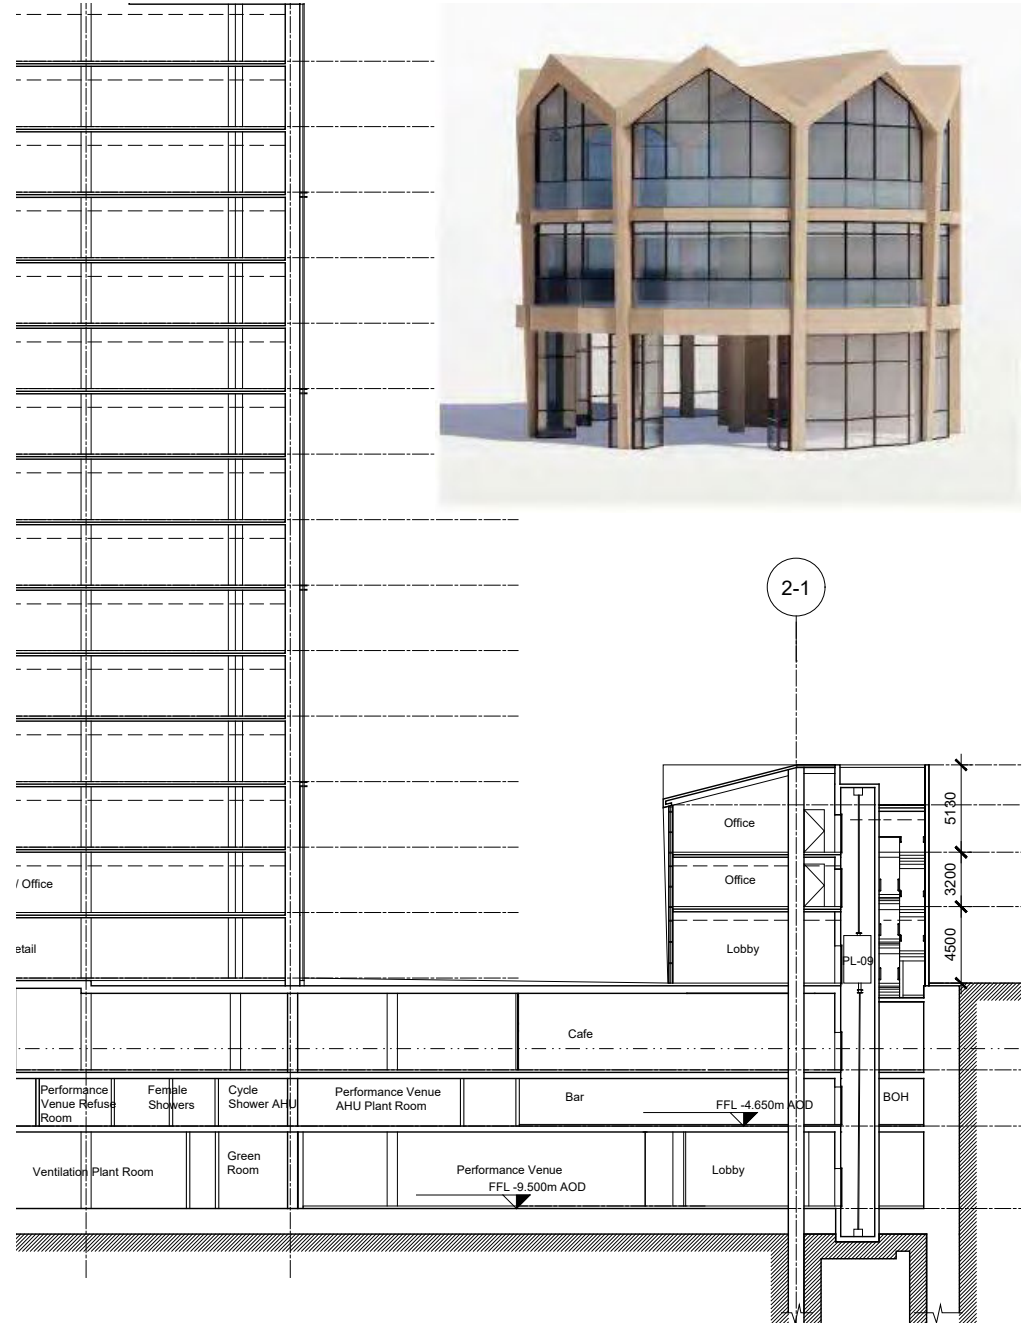 2-1
5130
Office
/ Office
Office
3200
etail
Lobby
PL-09
4500
Cafe
Performance
Venue Refuse
Room
Female
Showers
Cycle
Shower AHU
Performance Venue
AHU Plant Room
Bar
FFL -4.650m AOD
BOH
Ventilation Plant Room
Green
Room
Performance Venue
FFL -9.500m AOD
Lobby